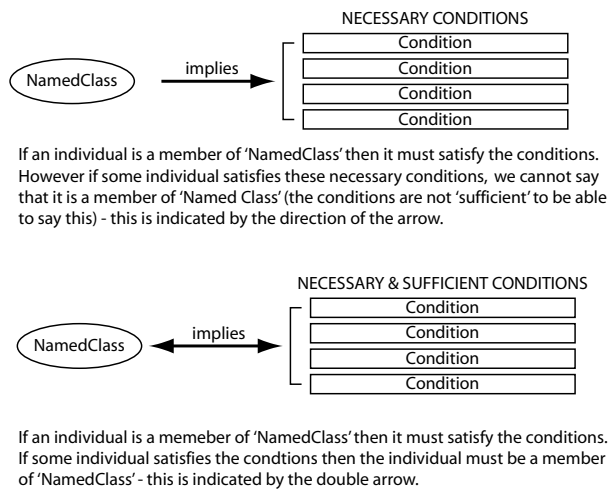 NECESSARY CONDITIONS
Condition
NamedClass
implies
Condition
Condition
Condition
If an individual is a member of ‘NamedClass’ then it must satisfy the conditions.
However if some individual satisfies these necessary conditions, we cannot say
that it is a member of ‘Named Class’ (the conditions are not ‘sufficient’ to be able
to say this) - this is indicated by the direction of the arrow.
NECESSARY & SUFFICIENT CONDITIONS
Condition
NamedClass
implies
Condition
Condition
Condition
If an individual is a memeber of ‘NamedClass’ then it must satisfy the conditions.
If some individual satisfies the condtions then the individual must be a member
of ‘NamedClass’ - this is indicated by the double arrow.